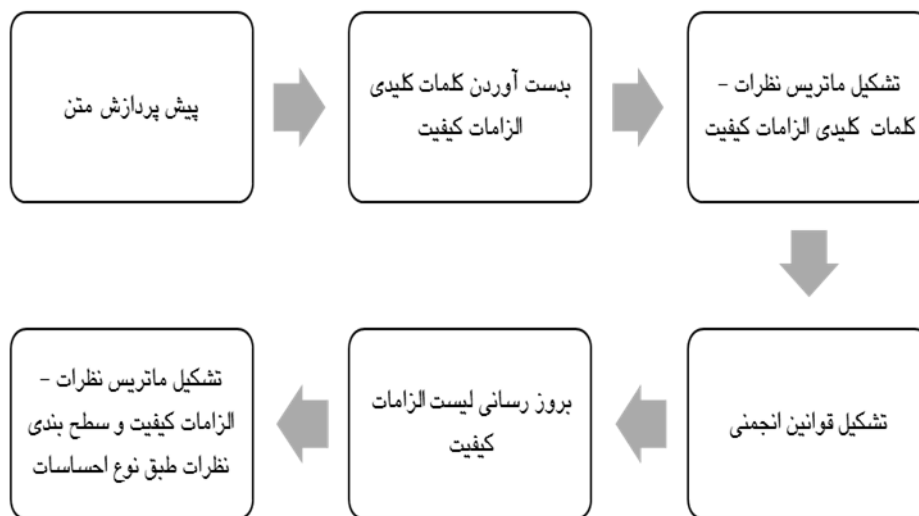 پیش پردازش متن
بدست آوردن کلمات کلیدی
الزامات کیفیت
تشکیل ماتریس نظرات –
کلمات کلیدی الزامات کیفیت
تشکیل قوانین انجمنی
بروز رسانی لیست الزامات
کیفیت
تشکیل ماتریس نظرات –
الزامات کیفیت و سطح بندی
نظرات طبق نوع احساسات